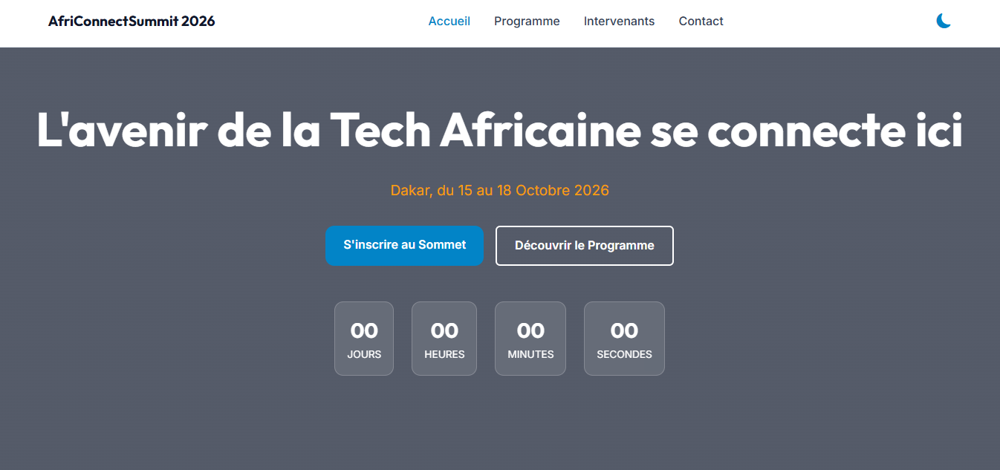 AfriConnectSummit 2026
Accueil Programme Intervenants Contact
L'avenir de la Tech Africaine se connecte ici
Dakar, du 15 au 18 Octobre 2026
S'inscrire au Sommet Découvrir le Programme
00 00 00 00
JOURS HEURES MINUTES SECONDES